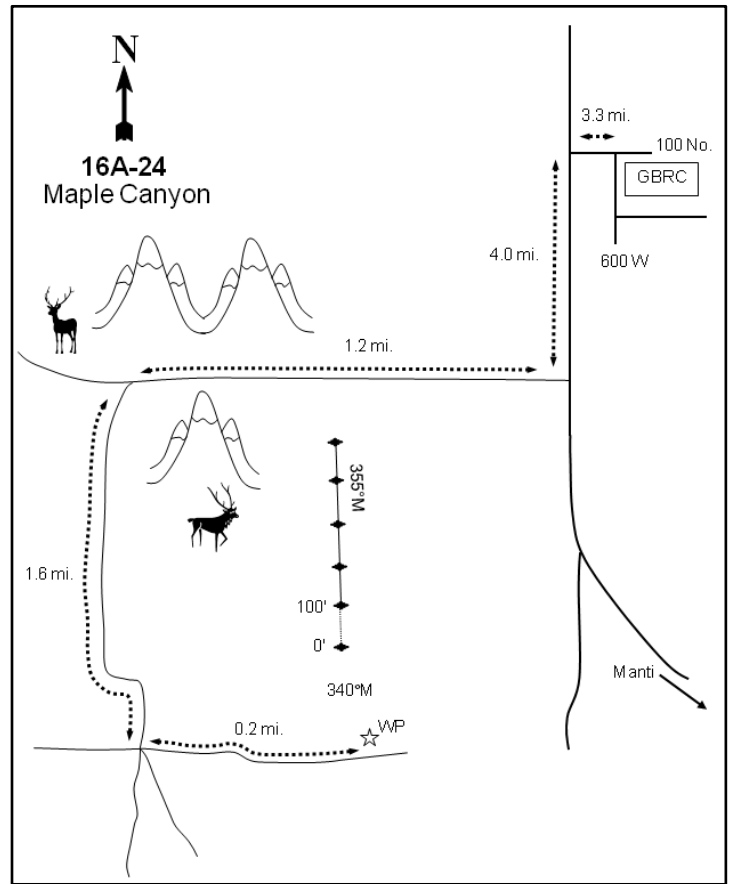 N
16A-24
Maple Canyon
3.3 mi.
100 No.
GBRC
4.0 mi.
600 W
1.2 mi.
355°M
1.6 mi.
100'
0'
340°M
Manti
0.2 mi.
WP